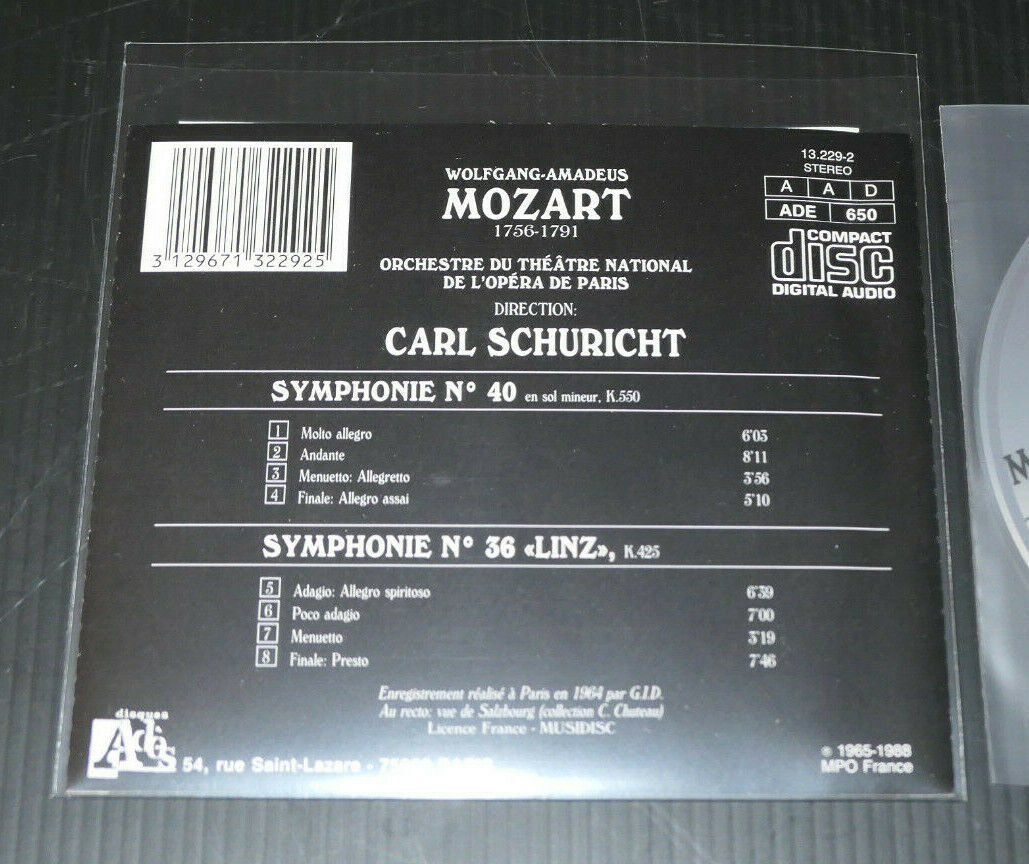 3 129671 322925
WOLFGANG-AMADEUS
MOZART
1756-1791
ORCHESTRE DU THÉÂTRE NATIONAL
DE L'OPÉRA DE PARIS
DIRECTION:
CARL SCHURICHT
13.229-2
STEREO
A A D
ADE 650
COMPACT
disc
DIGITAL AUDIO
SYMPHONIE N° 40 en sol mineur, K.550
1 Molto allegro 6'03
2 Andante 8'11
3 Menuetto: Allegretto 3'56
4 Finale: Allegro assai 5'10
SYMPHONIE N° 36 «LINZ», K.425
5 Adagio: Allegro spiritoso 6'39
6 Poco adagio 7'00
7 Menuetto 3'19
8 Finale: Presto 7'46
Enregistrement réalisé à Paris en 1964 par G.I.D.
Au recto: vue de Salzbourg (collection C. Chuteau)
Licence France - MUSIDISC
disques
Adès
54, rue Saint-Lazare -
℗ 1965-1988
MPO France